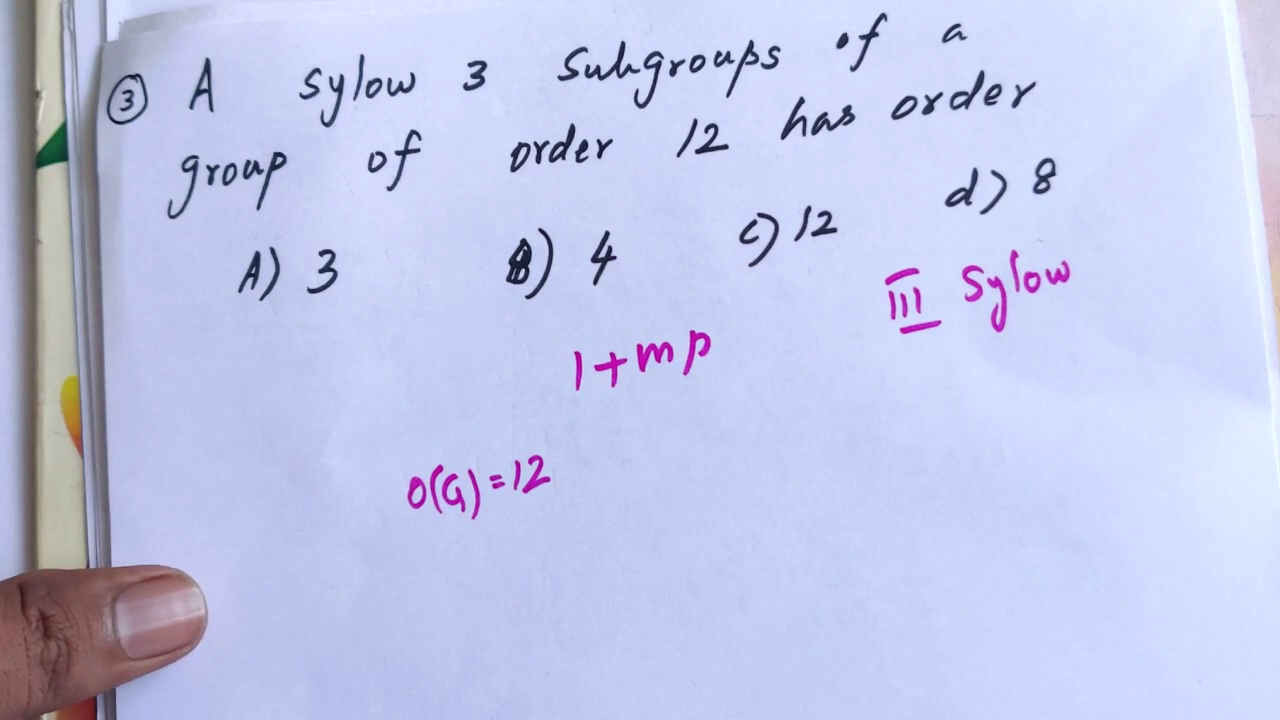 ③ A Sylow 3 Subgroups of a
group of order 12 has order
A) 3 B) 4 C) 12 d) 8
III Sylow
1+mp
O(G)=12